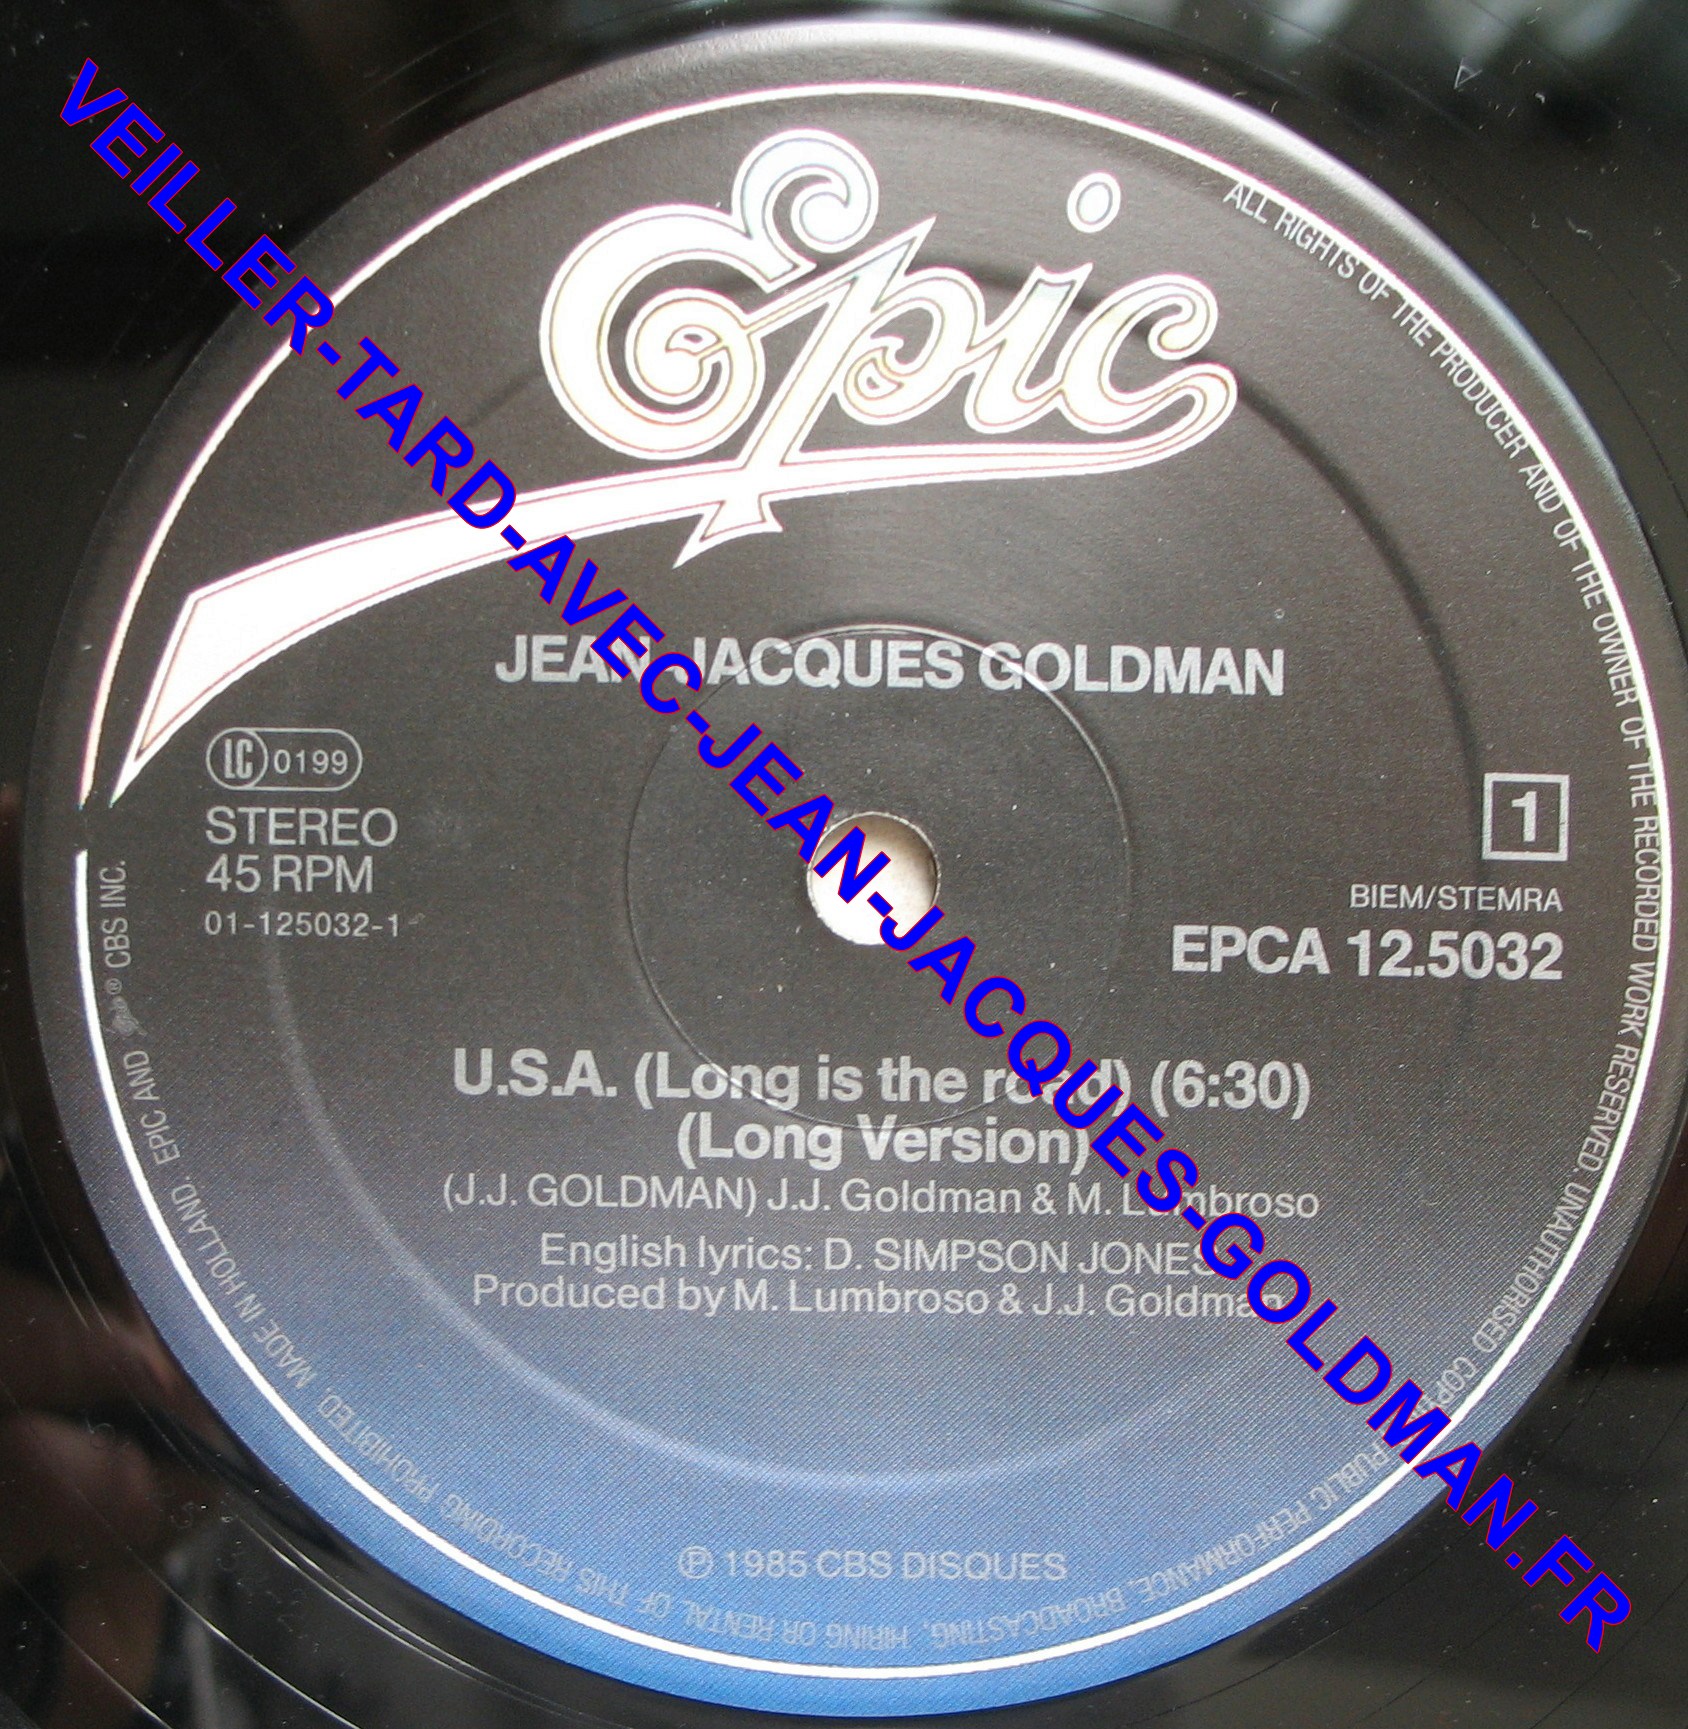 Epic
JEAN-JACQUES GOLDMAN
LC 0199
STEREO
45 RPM
01-125032-1
1
BIEM/STEMRA
EPCA 12.5032
U.S.A. (Long is the road) (6:30)
(Long Version)
(J.J. GOLDMAN) J.J. Goldman & M. Lumbroso
English lyrics: D. SIMPSON JONES
Produced by M. Lumbroso & J.J. Goldman
℗ 1985 CBS DISQUES
ALL RIGHTS OF THE PRODUCER AND OF THE OWNER OF THE RECORDED WORK RESERVED. UNAUTHORISED PUBLIC PERFORMANCE, BROADCASTING, HIRING OR RENTAL OF THIS RECORDING PROHIBITED. MADE IN HOLLAND. EPIC AND ® CBS INC.
VEILLER-TARD-AVEC-JEAN-JACQUES-GOLDMAN.FR